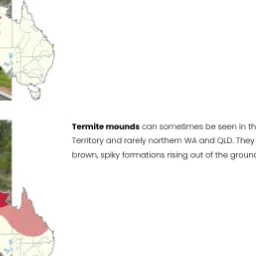 Termite mounds can sometimes be seen in th
Territory and rarely northern WA and QLD. They
brown, spiky formations rising out of the ground